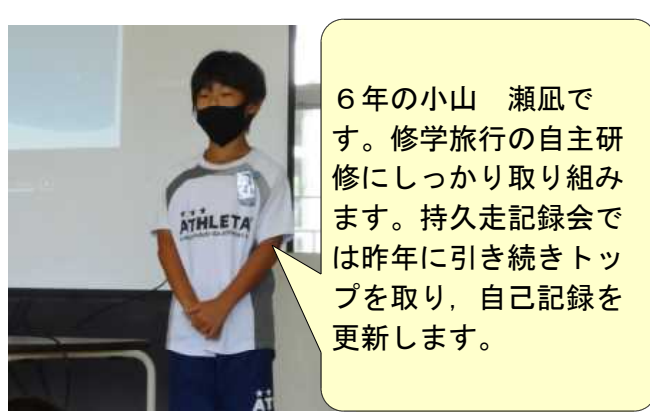 ６年の小山　瀬凪で
す。修学旅行の自主研
修にしっかり取り組み
ます。持久走記録会で
は昨年に引き続きトッ
プを取り，自己記録を
更新します。
ATHLETA
AT